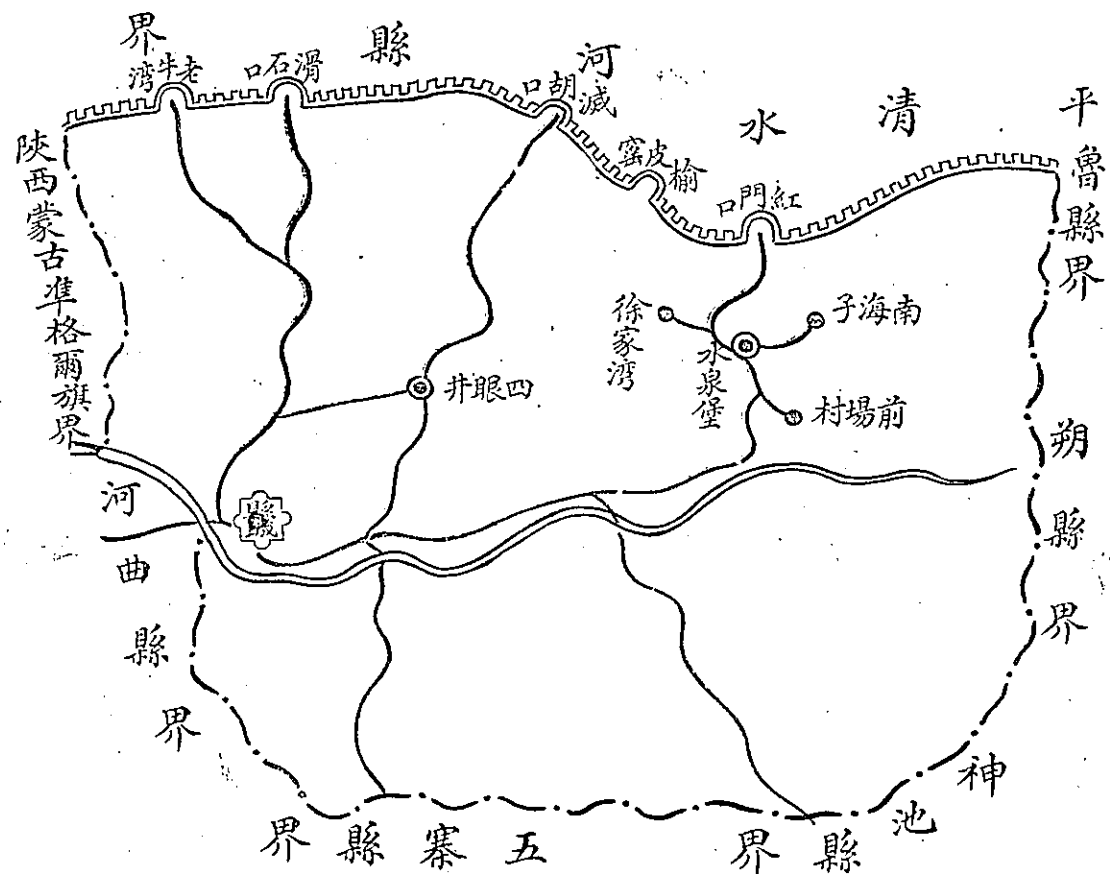 清水河縣界
平魯縣界
朔縣界
神池縣界
五寨縣界
河曲縣界
陝西蒙古准格爾旗界
老牛湾
滑石口
滅胡口
榆皮窰
紅門口
南海子
徐家湾
水泉堡
前場村
四眼井
縣城